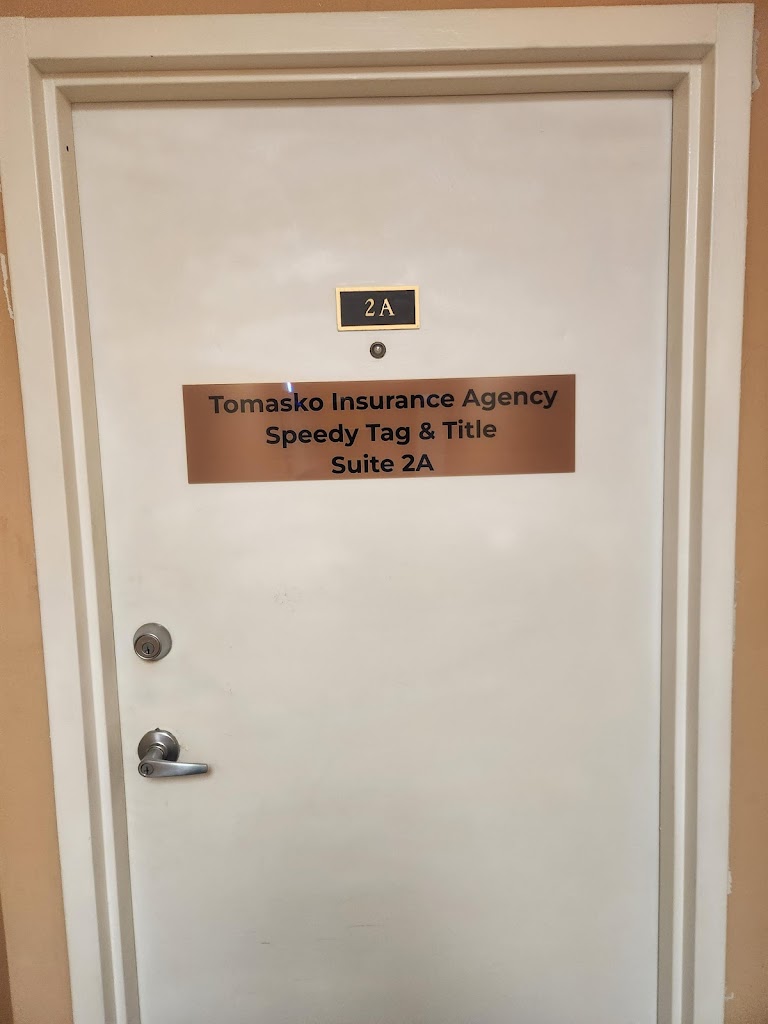 2A
Tomasko Insurance Agency
Speedy Tag & Title
Suite 2A